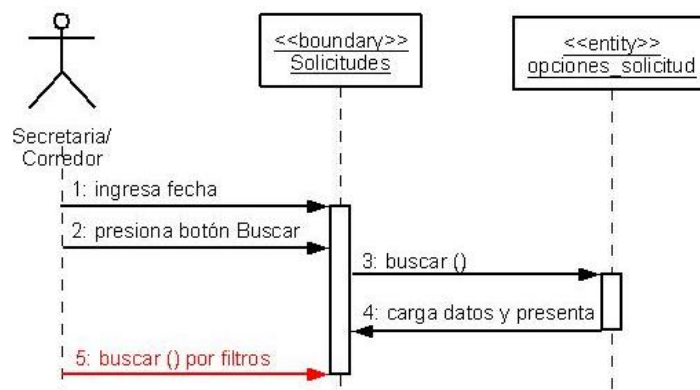 <<boundary>>
Solicitudes
<<entity>>
opciones_solicitud
Secretaria/
Corredor
1: ingresa fecha
2: presiona botón Buscar
3: buscar ()
4: carga datos y presenta
5: buscar () por filtros